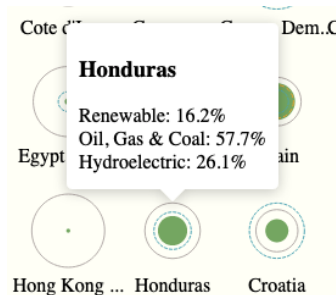 Cote d'I
Dem..C
Honduras
Renewable: 16.2%
Oil, Gas & Coal: 57.7%
Hydroelectric: 26.1%
Egypt
ain
Hong Kong ...
Honduras
Croatia